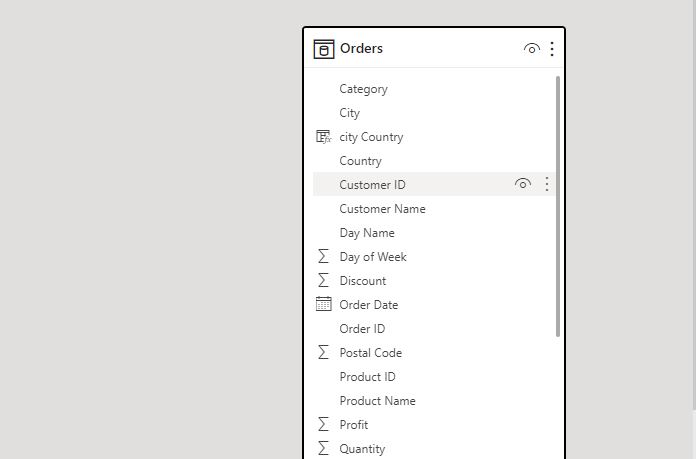 Orders
Category
City
city Country
Country
Customer ID
Customer Name
Day Name
Day of Week
Discount
Order Date
Order ID
Postal Code
Product ID
Product Name
Profit
Quantity